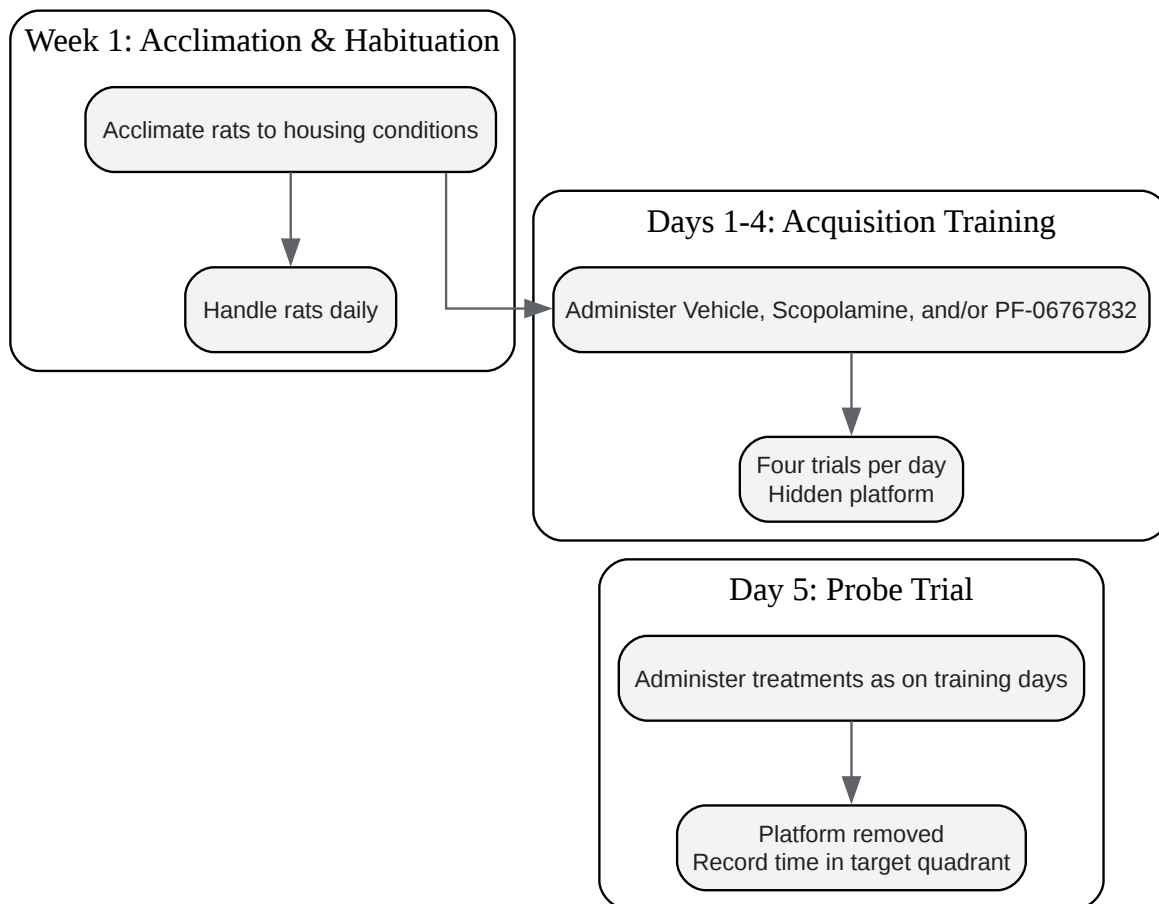 Week 1: Acclimation & Habituation
Acclimate rats to housing conditions
Handle rats daily
Days 1-4: Acquisition Training
Administer Vehicle, Scopolamine, and/or PF-06767832
Four trials per day
Hidden platform
Day 5: Probe Trial
Administer treatments as on training days
Platform removed
Record time in target quadrant